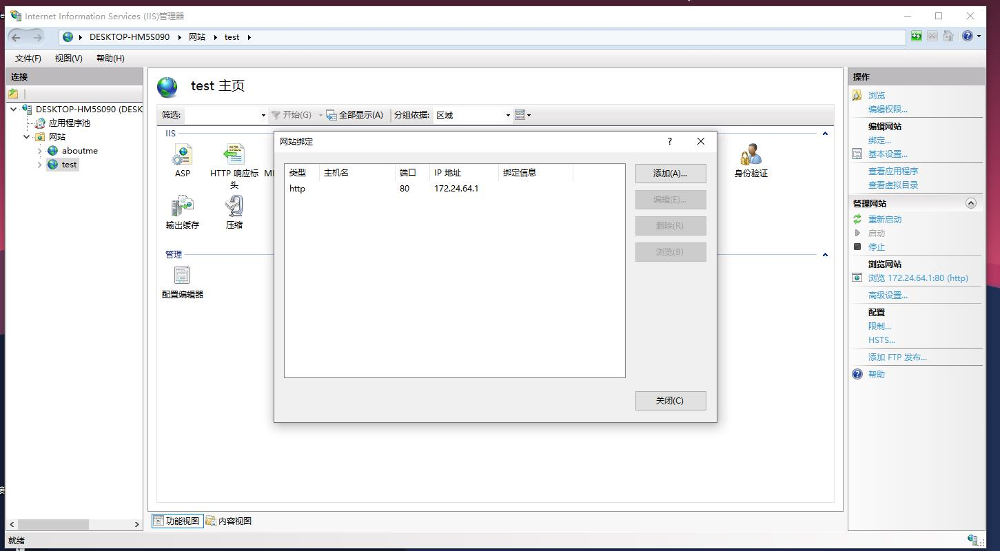 Internet Information Services (IIS)管理器
DESKTOP-HM5S090 网站 test
文件(F) 视图(V) 帮助(H)
连接
DESKTOP-HM5S090 (DESK
应用程序池
网站
aboutme
test
test 主页
筛选: 开始(G) 全部显示(A) 分组依据: 区域
IIS
ASP
HTTP 响应标
头
MI
身份验证
输出缓存
压缩
管理
配置编辑器
网站绑定
?
类型 主机名 端口 IP 地址 绑定信息
http 80 172.24.64.1
添加(A)...
编辑(E)...
删除(R)
浏览(B)
关闭(C)
功能视图 内容视图
操作
浏览
编辑权限...
编辑网站
绑定...
基本设置...
查看应用程序
查看虚拟目录
管理网站
重新启动
启动
停止
浏览网站
浏览 172.24.64.1:80 (http)
高级设置...
配置
限制...
HSTS...
添加 FTP 发布...
帮助
就绪